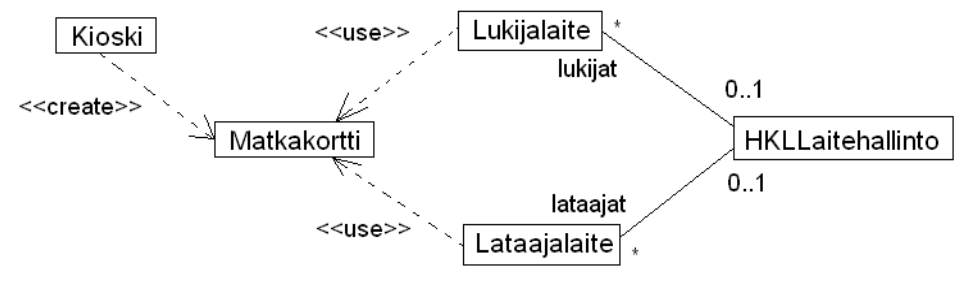 Kioski
<<create>>
<<use>>
Lukijalaite
*
lukijat
0..1
Matkakortti
HKLLaitehallinto
0..1
lataajat
<<use>>
Lataajalaite
*